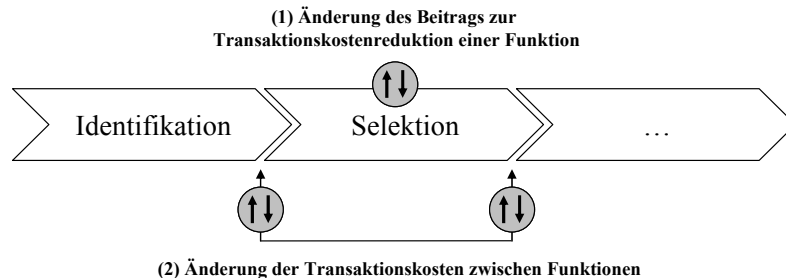 (1) Änderung des Beitrags zur
Transaktionskostenreduktion einer Funktion
Identifikation
Selektion
…
(2) Änderung der Transaktionskosten zwischen Funktionen